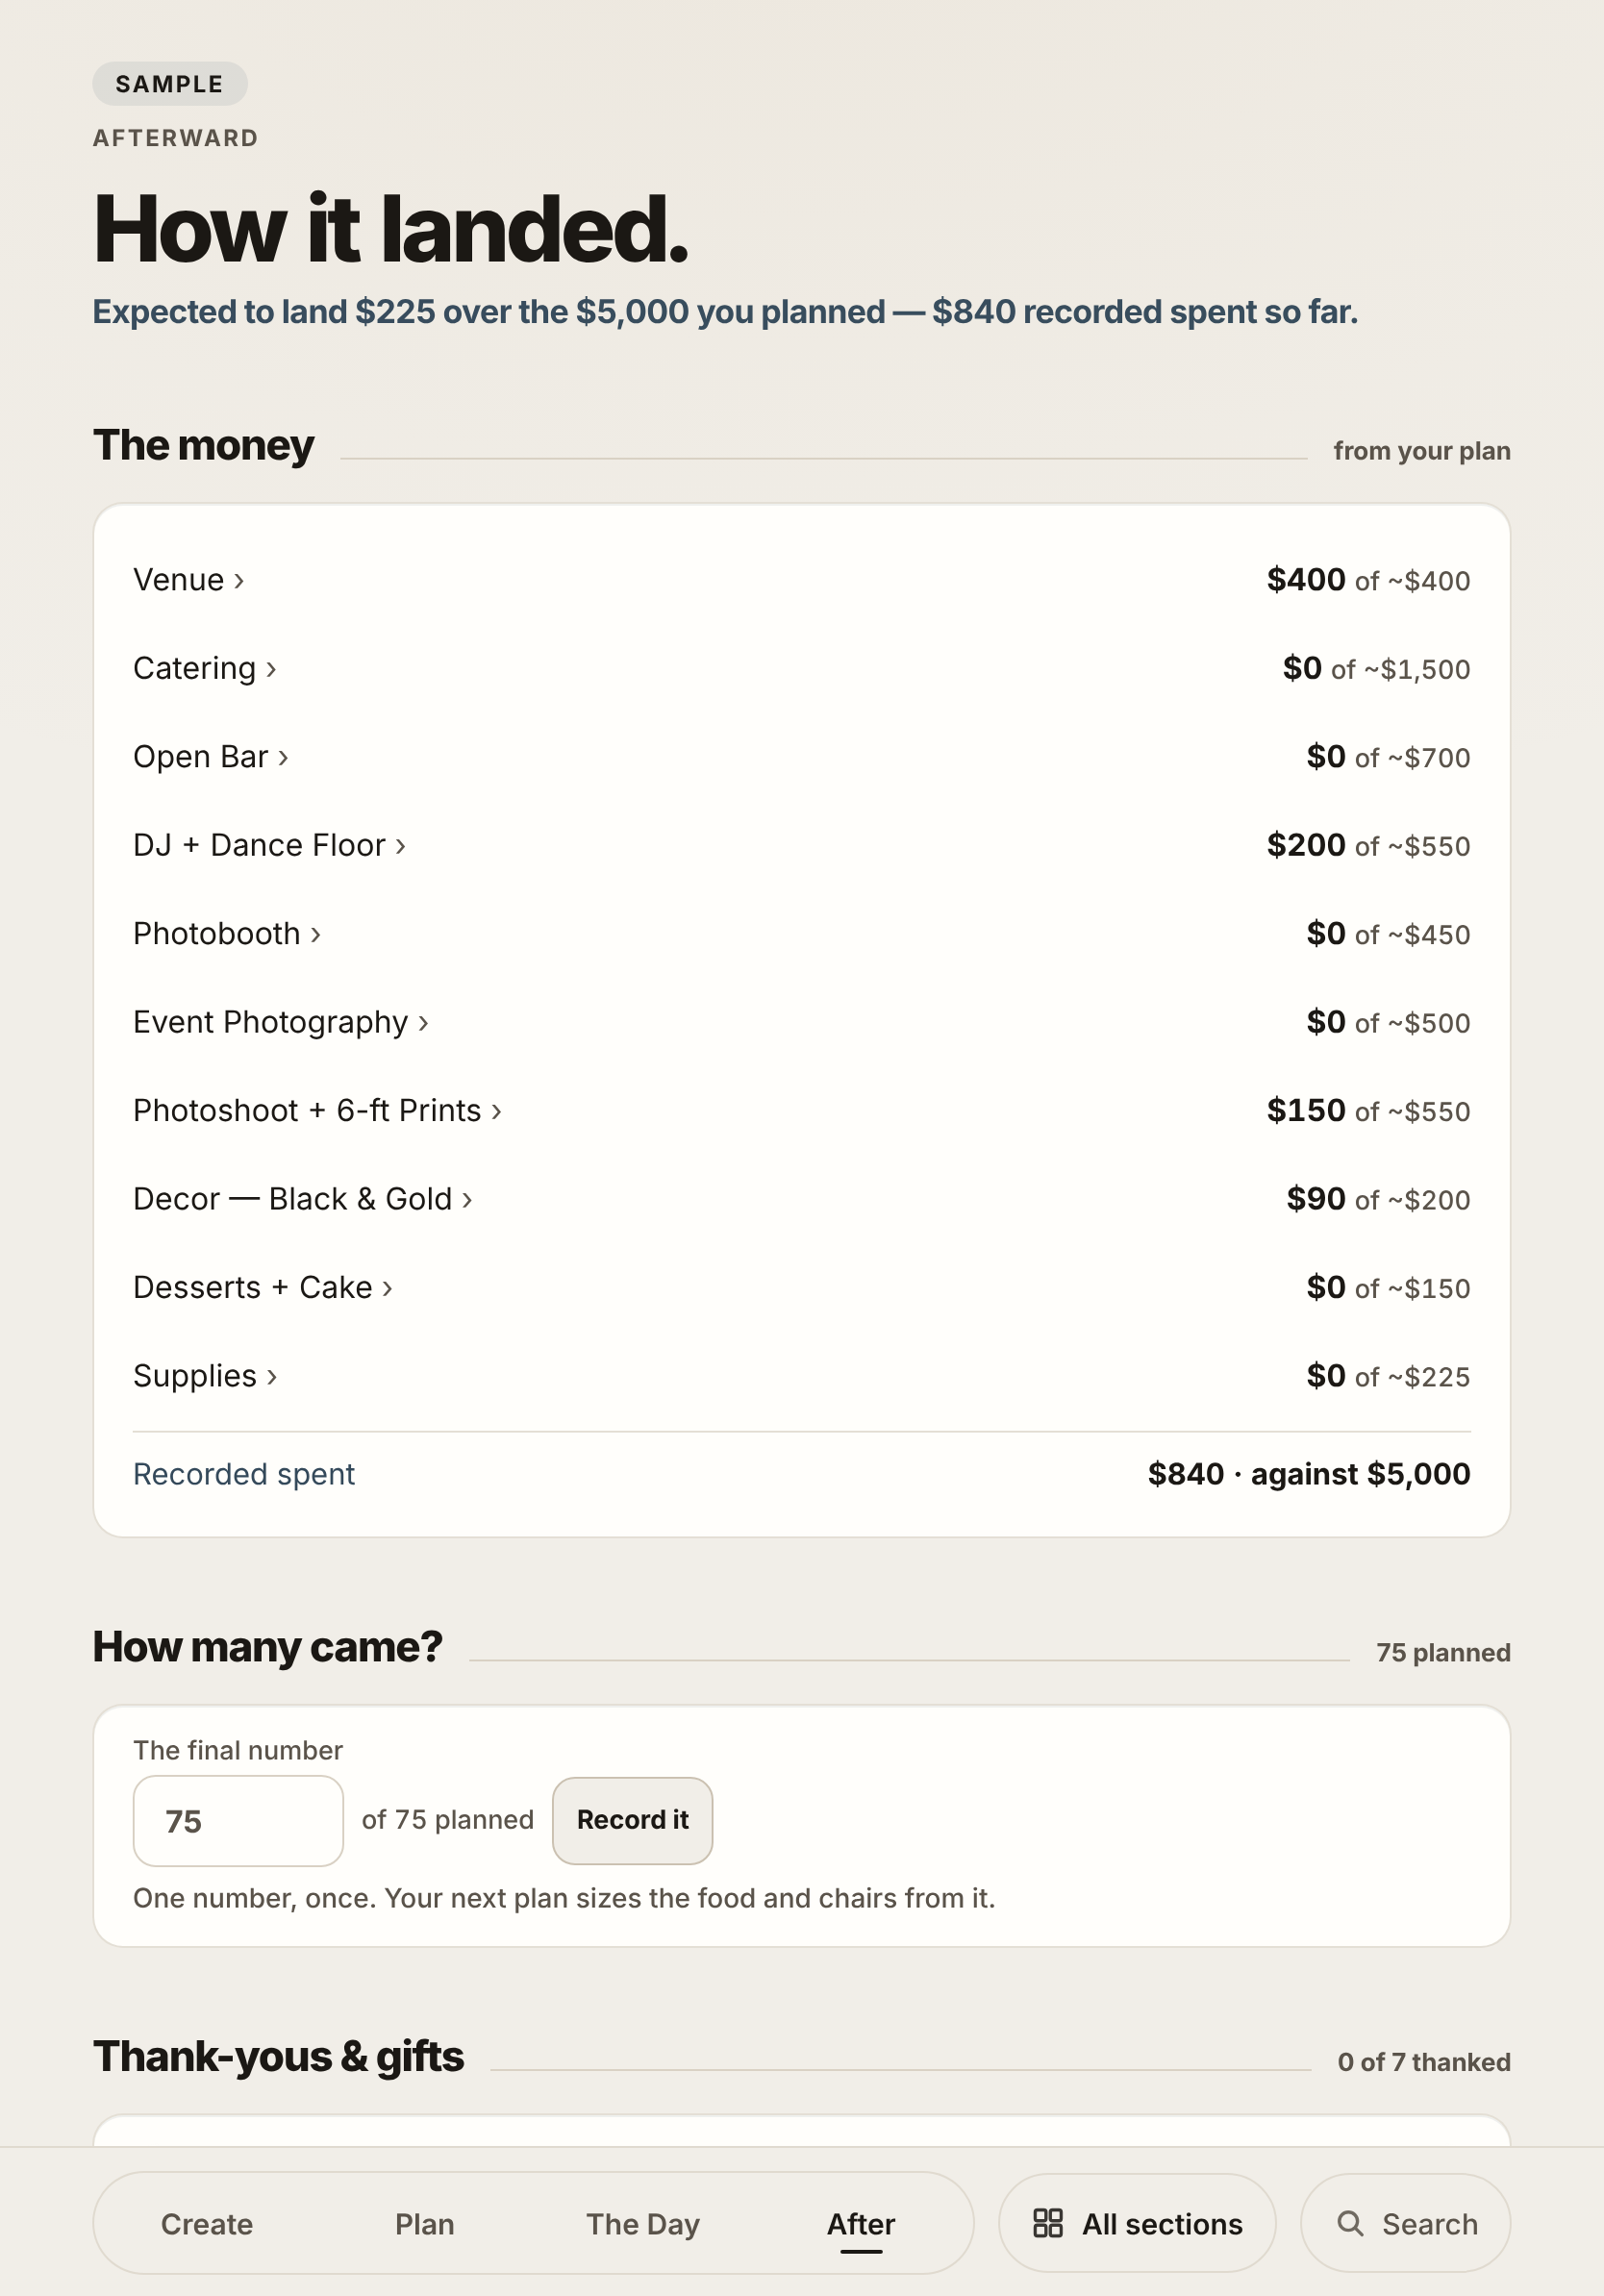 SAMPLE
AFTERWARD
How it landed.
Expected to land $225 over the $5,000 you planned — $840 recorded spent so far.
The money
from your plan
Venue › $400 of ~$400
Catering › $0 of ~$1,500
Open Bar › $0 of ~$700
DJ + Dance Floor › $200 of ~$550
Photobooth › $0 of ~$450
Event Photography › $0 of ~$500
Photoshoot + 6-ft Prints › $150 of ~$550
Decor — Black & Gold › $90 of ~$200
Desserts + Cake › $0 of ~$150
Supplies › $0 of ~$225
Recorded spent $840 · against $5,000
How many came?
75 planned
The final number
75 of 75 planned Record it
One number, once. Your next plan sizes the food and chairs from it.
Thank-yous & gifts
0 of 7 thanked
Create Plan The Day After All sections Search